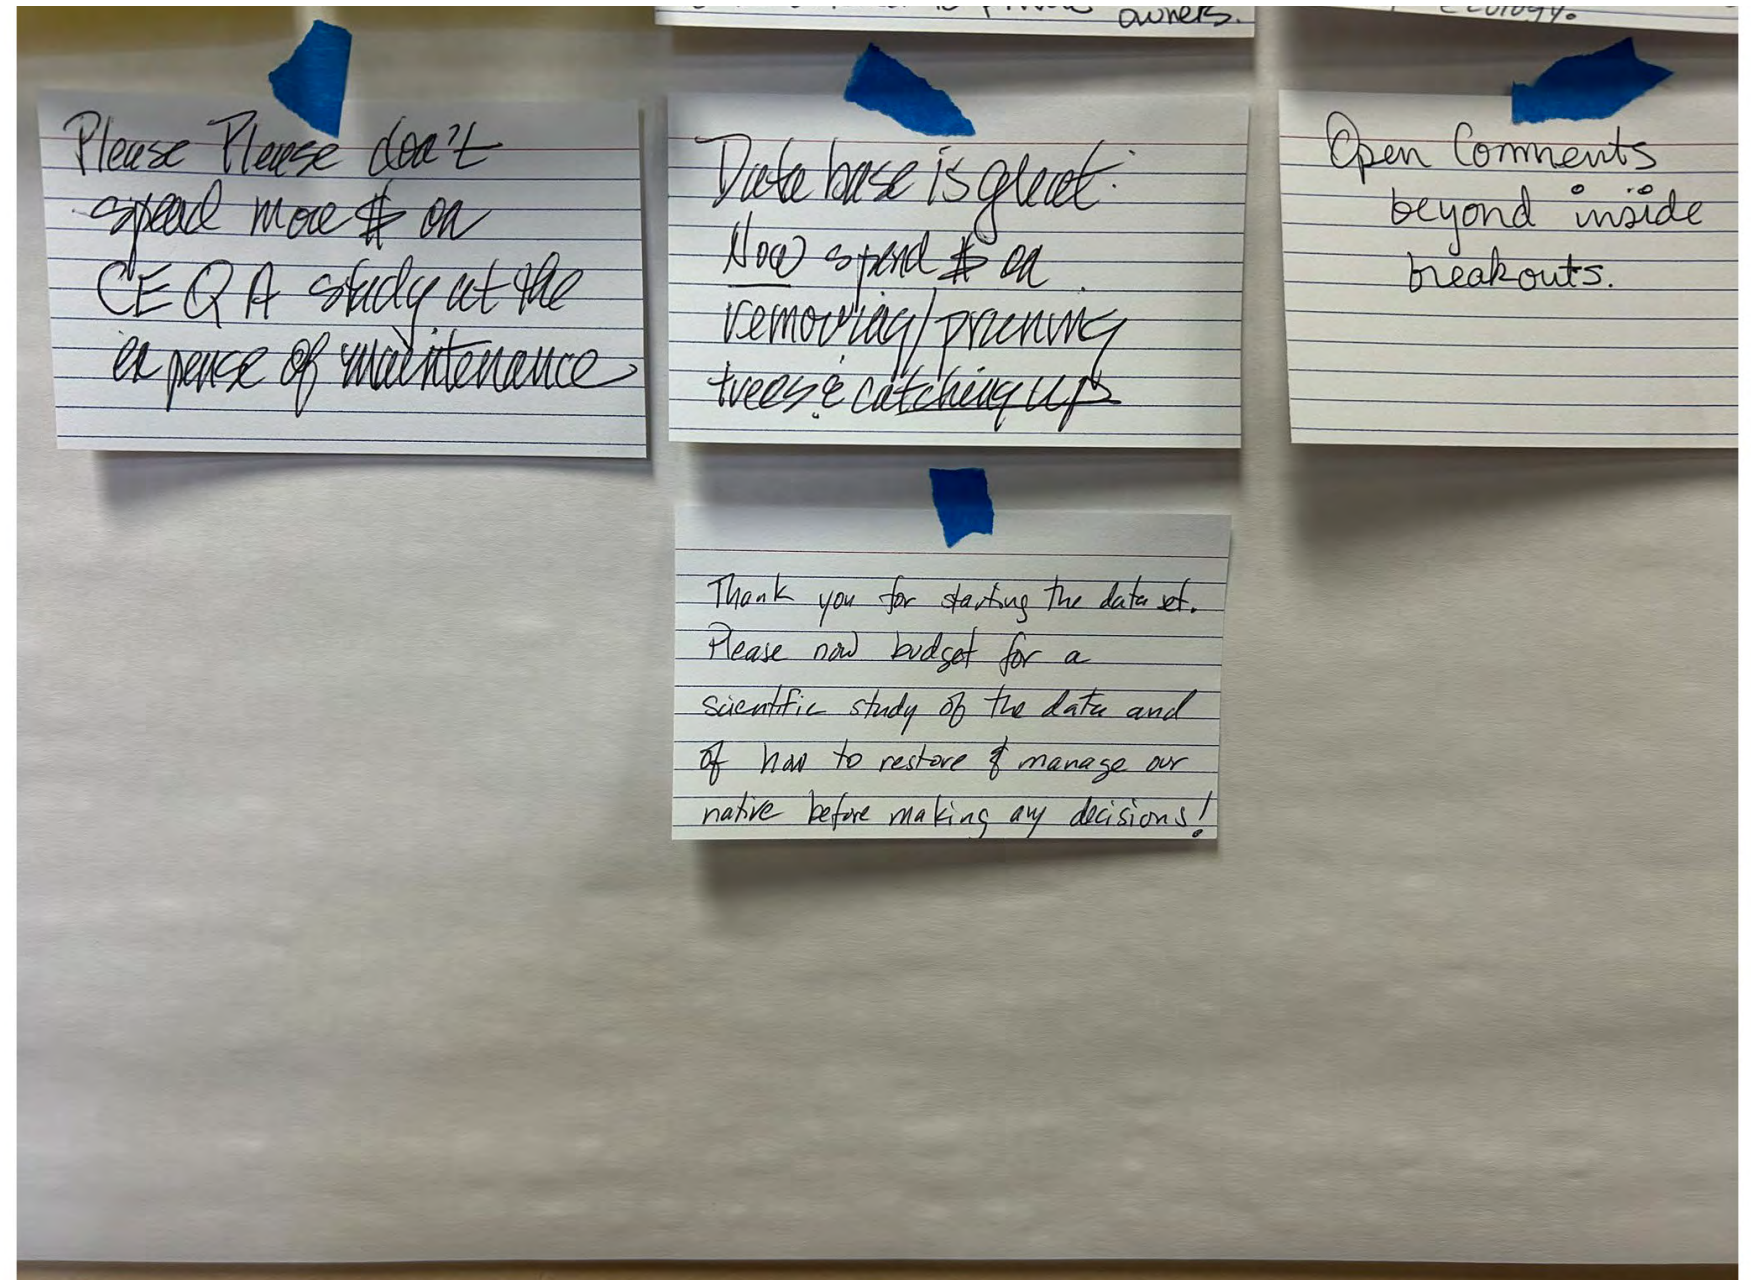 owners.
ecology.
Please Please don't
spend more $ on
CEQA study at the
expense of maintenance
Data base is great.
Now spend $ on
removing/pruning
trees & catching up
Open Comments
beyond inside
breakouts.
Thank you for starting the data set.
Please now budget for a
scientific study of the data and
of how to restore & manage our
native before making any decisions!